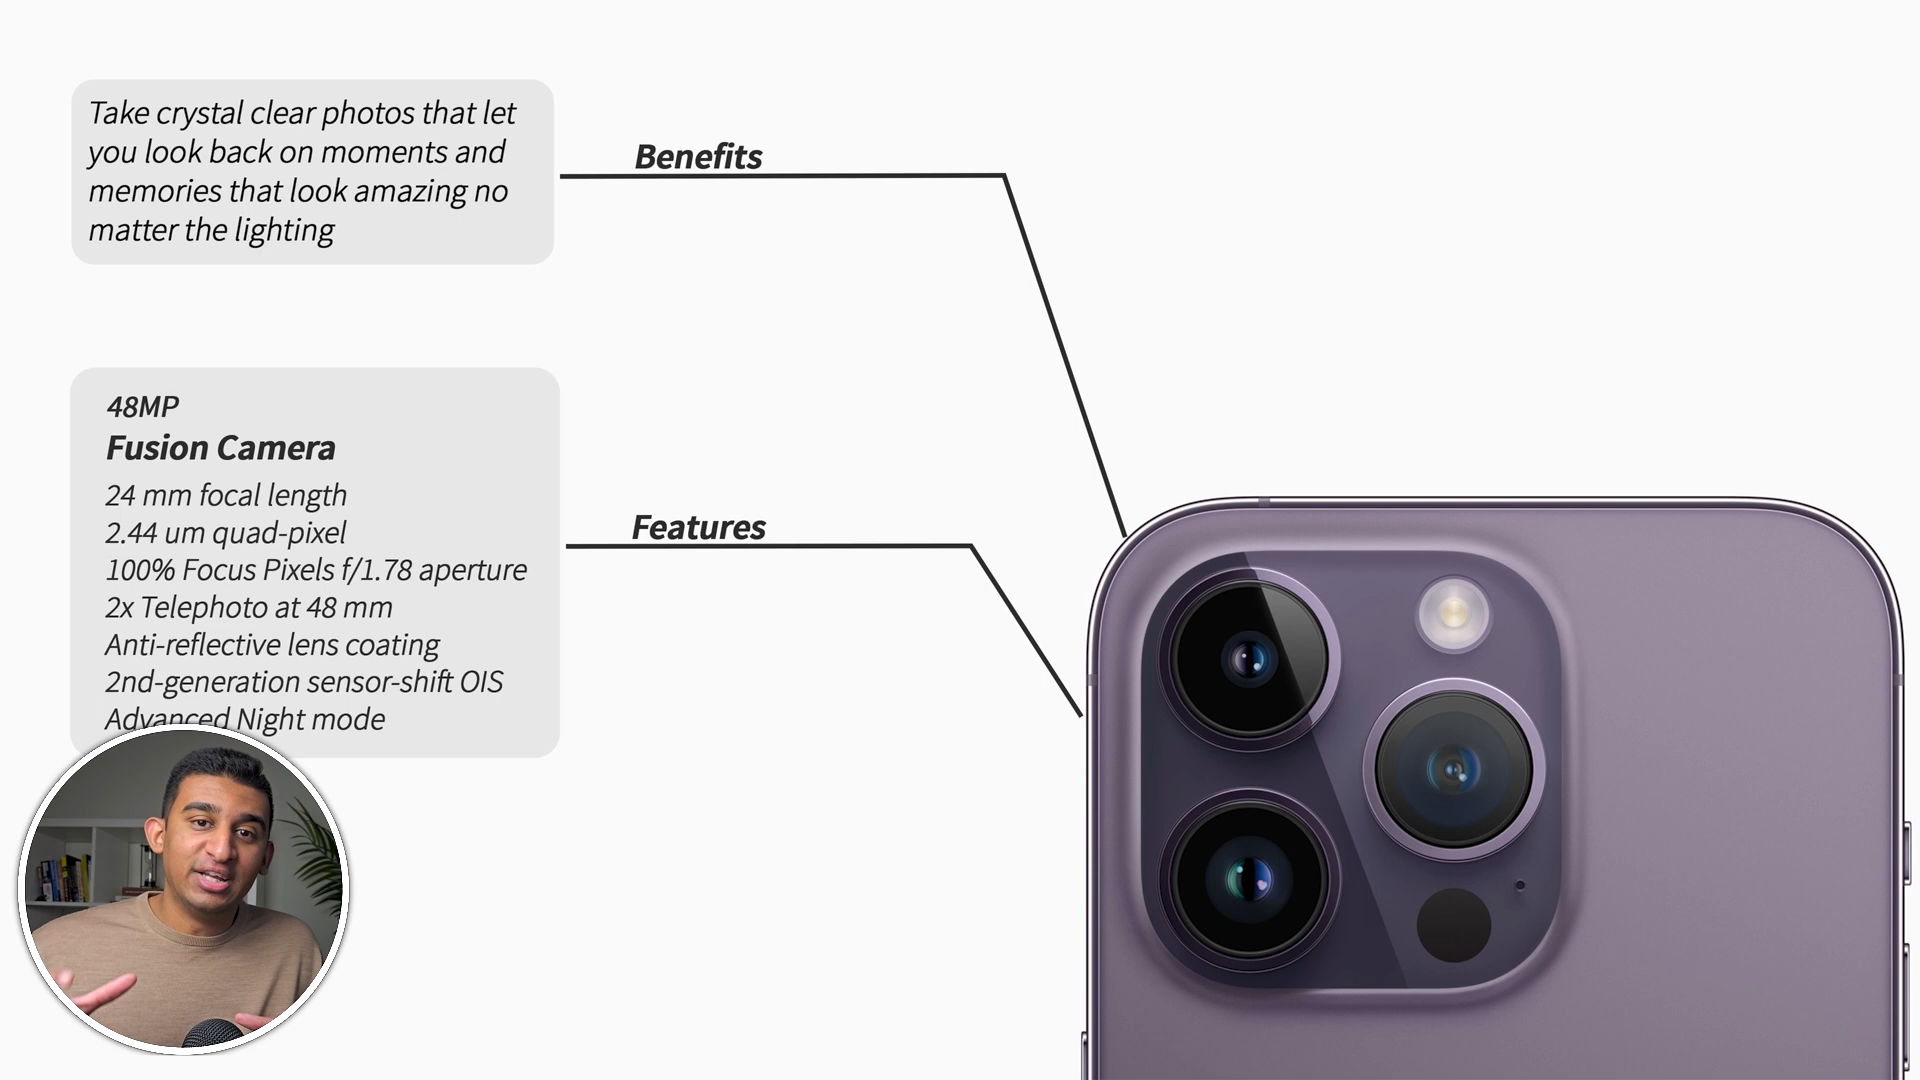 Take crystal clear photos that let
you look back on moments and
memories that look amazing no
matter the lighting
Benefits
48MP
Fusion Camera
24 mm focal length
2.44 um quad-pixel
100% Focus Pixels f/1.78 aperture
2x Telephoto at 48 mm
Anti-reflective lens coating
2nd-generation sensor-shift OIS
Advanced Night mode
Features